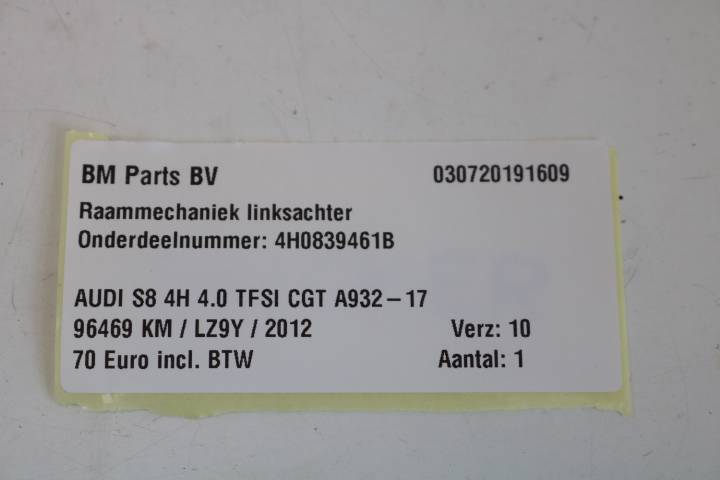 BM Parts BV 030720191609
Raammechaniek linksachter
Onderdeelnummer: 4H0839461B
AUDI S8 4H 4.0 TFSI CGT A932-17
96469 KM / LZ9Y / 2012 Verz: 10
70 Euro incl. BTW Aantal: 1